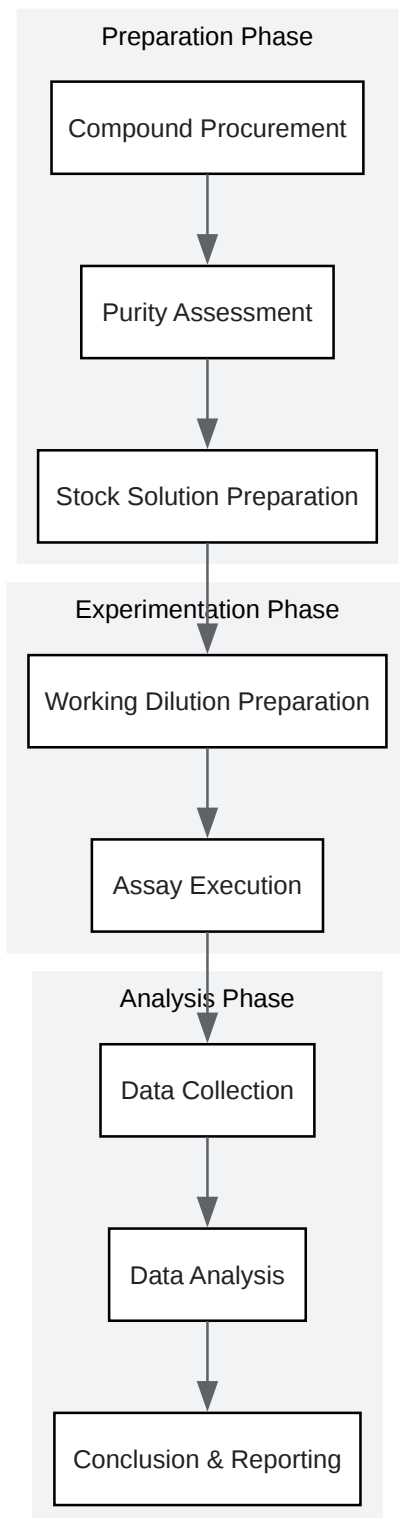 Preparation Phase
Compound Procurement
Purity Assessment
Stock Solution Preparation
Experimentation Phase
Working Dilution Preparation
Assay Execution
Analysis Phase
Data Collection
Data Analysis
Conclusion & Reporting